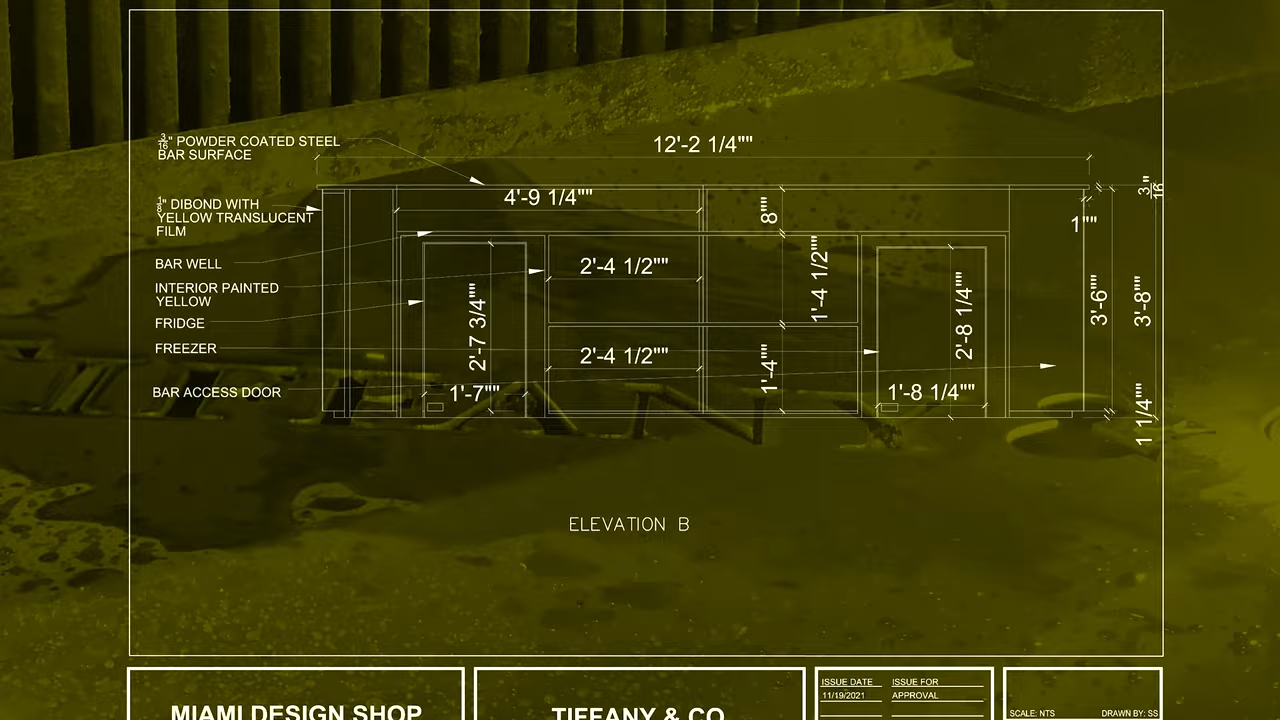 3/16" POWDER COATED STEEL
BAR SURFACE
1/8" DIBOND WITH
YELLOW TRANSLUCENT
FILM
BAR WELL
INTERIOR PAINTED
YELLOW
FRIDGE
FREEZER
BAR ACCESS DOOR
12'-2 1/4""
4'-9 1/4""
8""
3/16"
1""
2'-4 1/2""
1'-4 1/2""
2'-7 3/4""
2'-8 1/4""
3'-6""
3'-8""
2'-4 1/2""
1'-4""
1'-7""
1'-8 1/4""
1 1/4""
ELEVATION B
MIAMI DESIGN SHOP
TIFFANY & CO
ISSUE DATE ISSUE FOR
11/19/2021 APPROVAL
SCALE: NTS DRAWN BY: SS